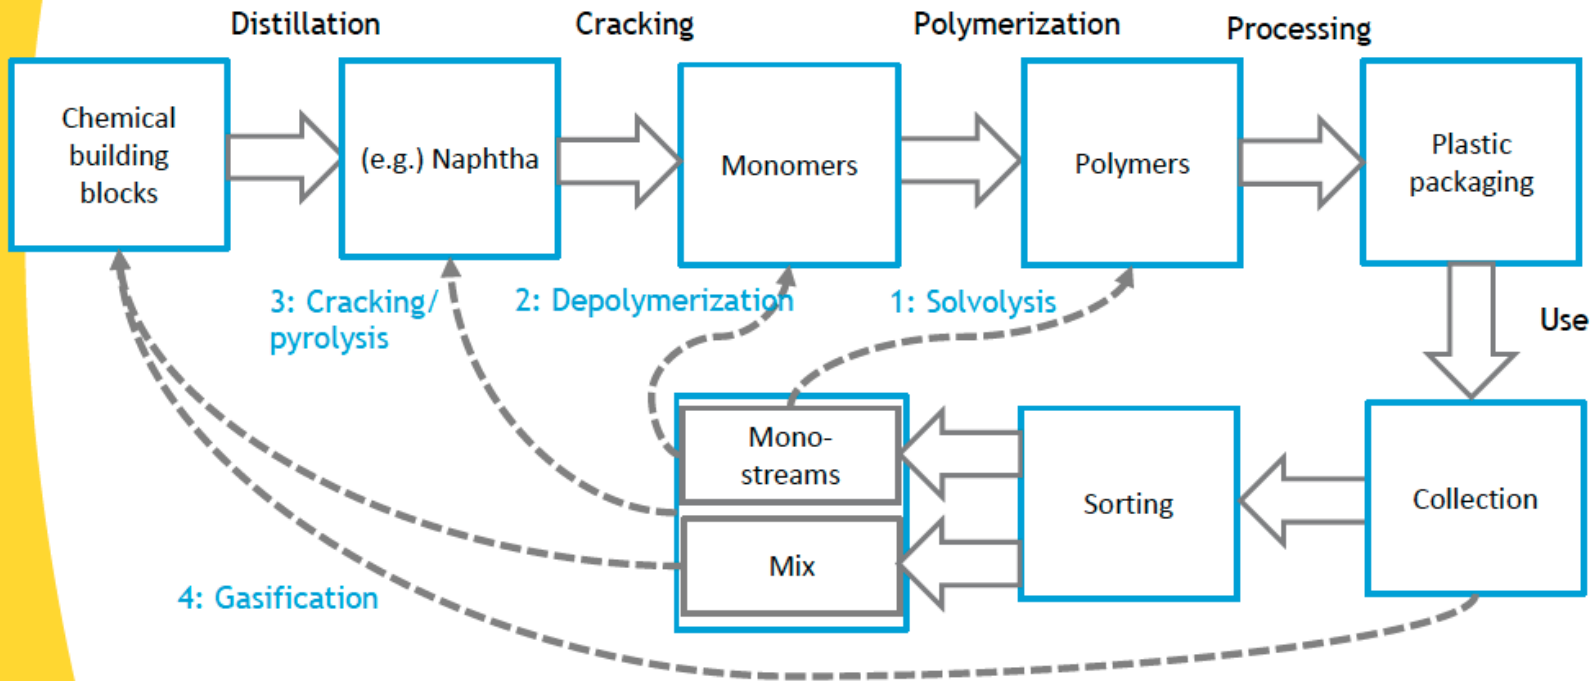 Distillation
Cracking
Polymerization
Processing
Chemical
building
blocks
(e.g.) Naphtha
Monomers
Polymers
Plastic
packaging
3: Cracking/
pyrolysis
2: Depolymerization
1: Solvolysis
Use
Mono-
streams
Mix
Sorting
Collection
4: Gasification